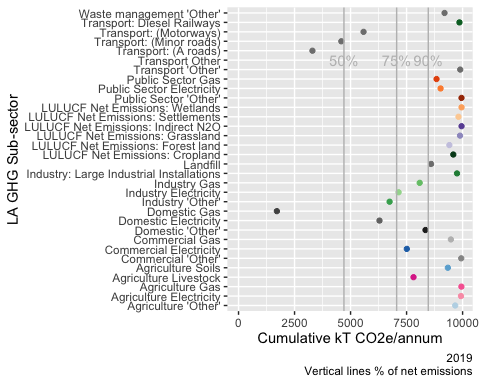 Waste management 'Other'
Transport: Diesel Railways
Transport: (Motorways)
Transport: (Minor roads)
Transport: (A roads)
Transport Other
Transport 'Other'
Public Sector Gas
Public Sector Electricity
Public Sector 'Other'
LULUCF Net Emissions: Wetlands
LULUCF Net Emissions: Settlements
LULUCF Net Emissions: Indirect N2O
LULUCF Net Emissions: Grassland
LULUCF Net Emissions: Forest land
LULUCF Net Emissions: Cropland
Landfill
Industry: Large Industrial Installations
Industry Gas
Industry Electricity
Industry 'Other'
Domestic Gas
Domestic Electricity
Domestic 'Other'
Commercial Gas
Commercial Electricity
Commercial 'Other'
Agriculture Soils
Agriculture Livestock
Agriculture Gas
Agriculture Electricity
Agriculture 'Other'
LA GHG Sub-sector
50% 75% 90%
0 2500 5000 7500 10000
Cumulative kT CO2e/annum
2019
Vertical lines % of net emissions